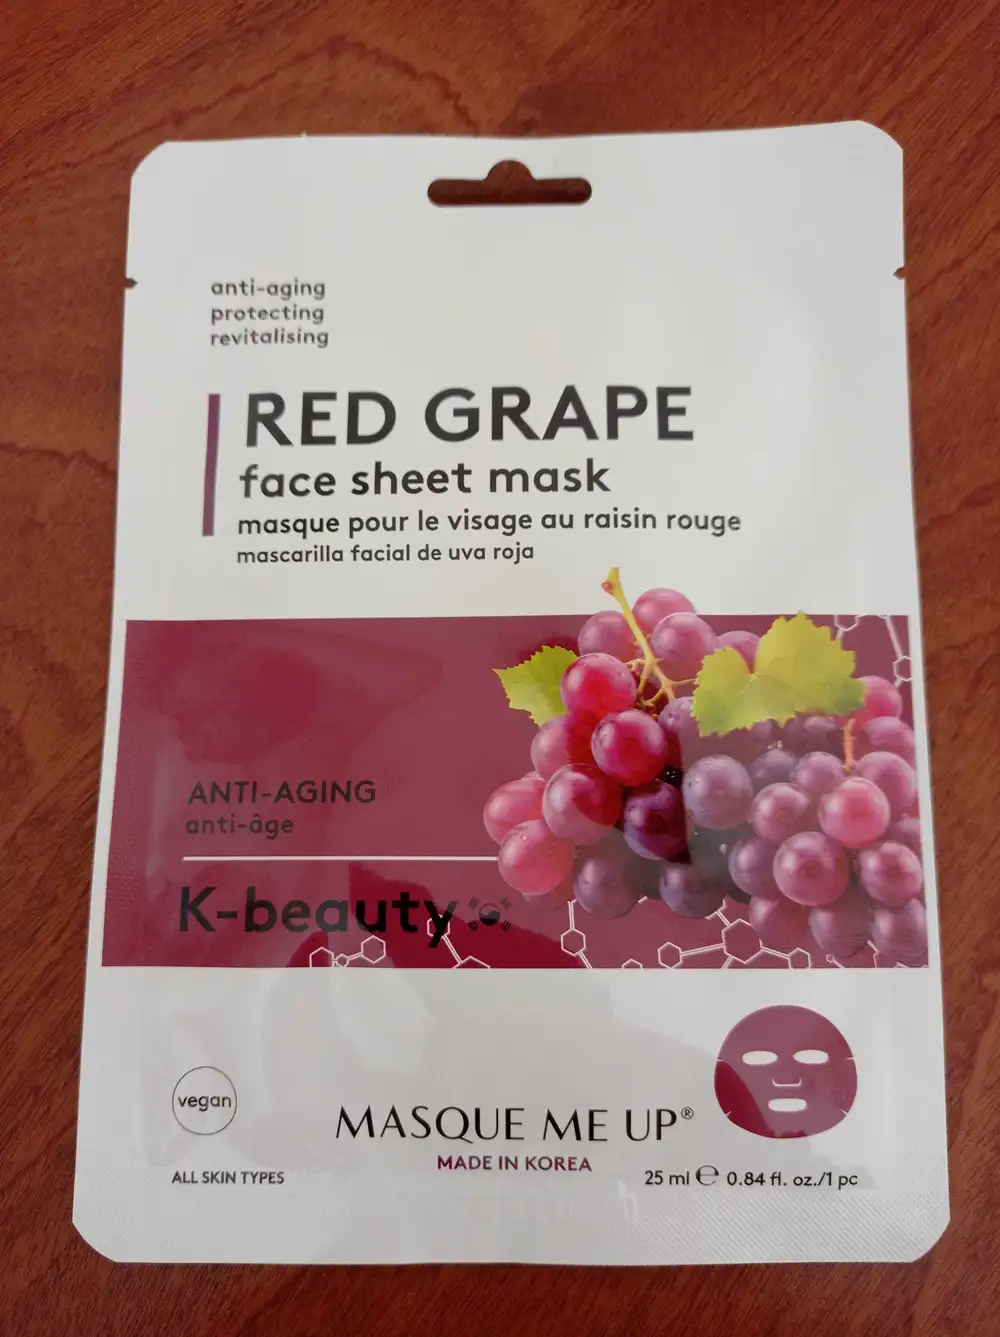 anti-aging
protecting
revitalising
RED GRAPE
face sheet mask
masque pour le visage au raisin rouge
mascarilla facial de uva roja
ANTI-AGING
anti-âge
K-beauty
vegan
ALL SKIN TYPES
MASQUE ME UP®
MADE IN KOREA
25 ml ℮ 0.84 fl. oz./1 pc